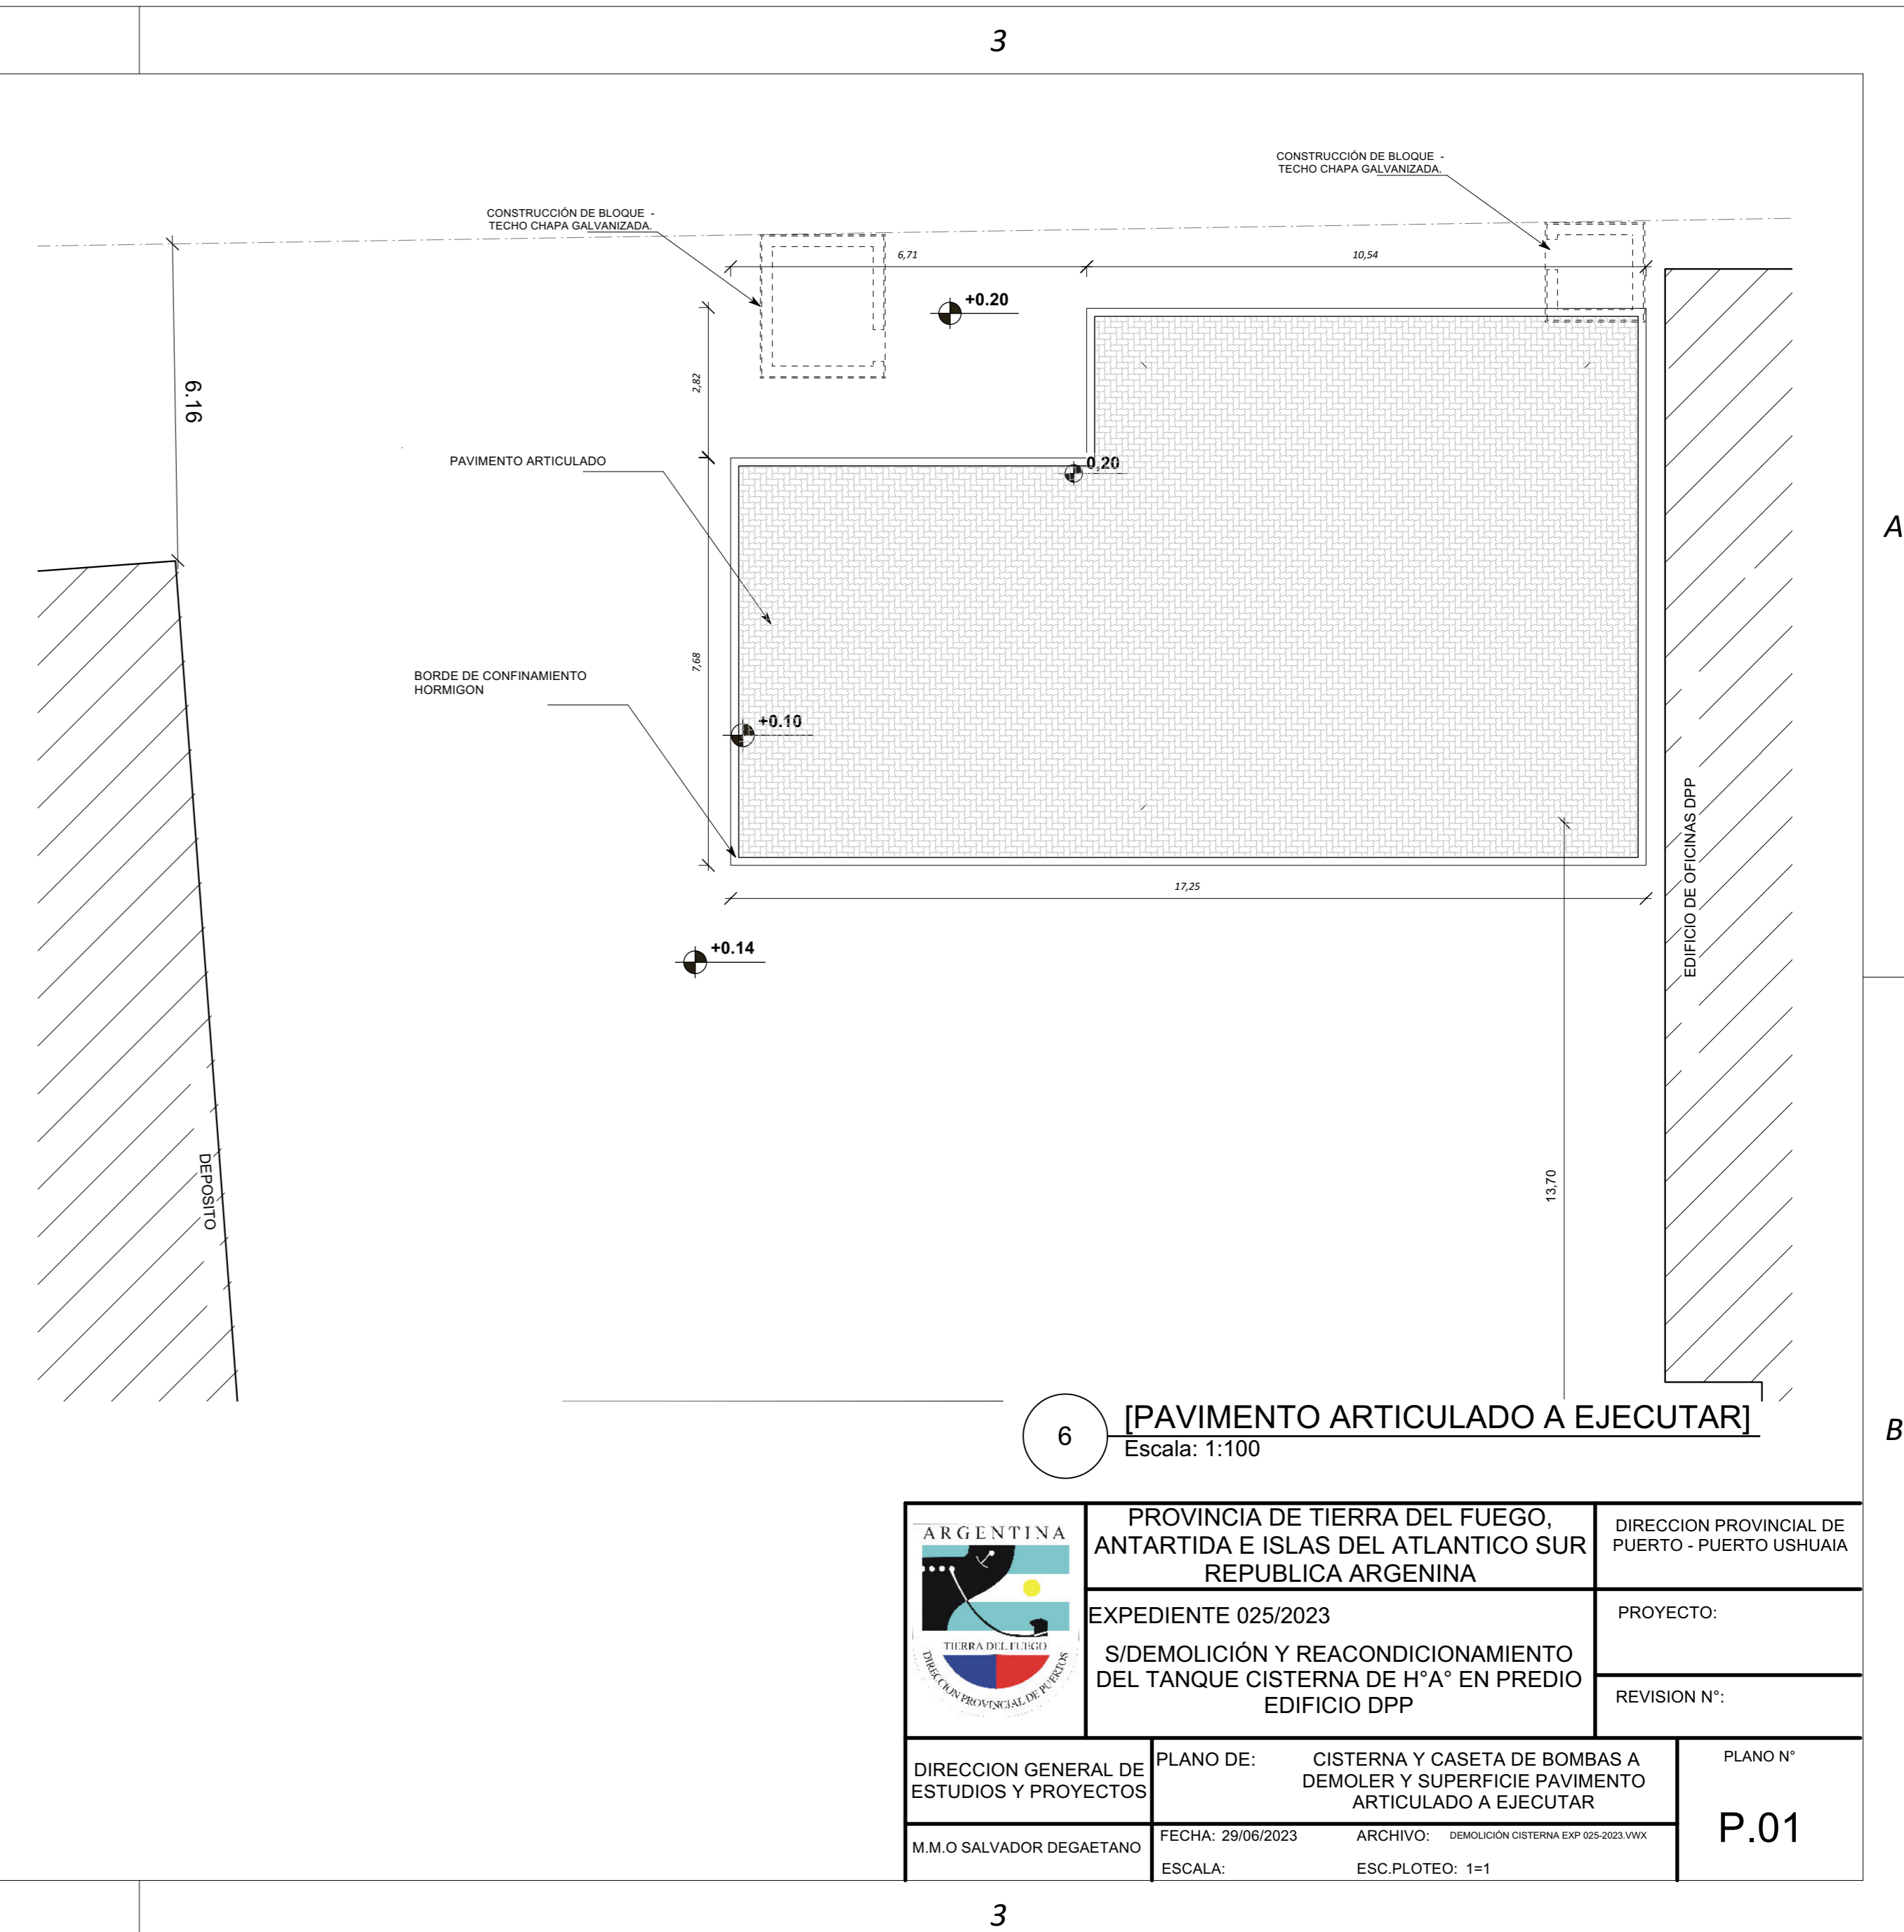 3
CONSTRUCCIÓN DE BLOQUE -
TECHO CHAPA GALVANIZADA.
CONSTRUCCIÓN DE BLOQUE -
TECHO CHAPA GALVANIZADA.
6,71
10,54
+0.20
2,82
6.16
PAVIMENTO ARTICULADO
0,20
A
7,68
BORDE DE CONFINAMIENTO
HORMIGON
+0.10
EDIFICIO DE OFICINAS DPP
17,25
+0.14
DEPOSITO
13,70
6
[PAVIMENTO ARTICULADO A EJECUTAR]
Escala: 1:100
B
ARGENTINA
TIERRA DEL FUEGO
DIRECCION PROVINCIAL DE PUERTOS
PROVINCIA DE TIERRA DEL FUEGO,
ANTARTIDA E ISLAS DEL ATLANTICO SUR
REPUBLICA ARGENINA
DIRECCION PROVINCIAL DE
PUERTO - PUERTO USHUAIA
EXPEDIENTE 025/2023
S/DEMOLICIÓN Y REACONDICIONAMIENTO
DEL TANQUE CISTERNA DE H°A° EN PREDIO
EDIFICIO DPP
PROYECTO:
REVISION N°:
DIRECCION GENERAL DE
ESTUDIOS Y PROYECTOS
PLANO DE: CISTERNA Y CASETA DE BOMBAS A
DEMOLER Y SUPERFICIE PAVIMENTO
ARTICULADO A EJECUTAR
PLANO N°
P.01
M.M.O SALVADOR DEGAETANO
FECHA: 29/06/2023 ARCHIVO: DEMOLICIÓN CISTERNA EXP 025-2023.VWX
ESCALA: ESC.PLOTEO: 1=1
3